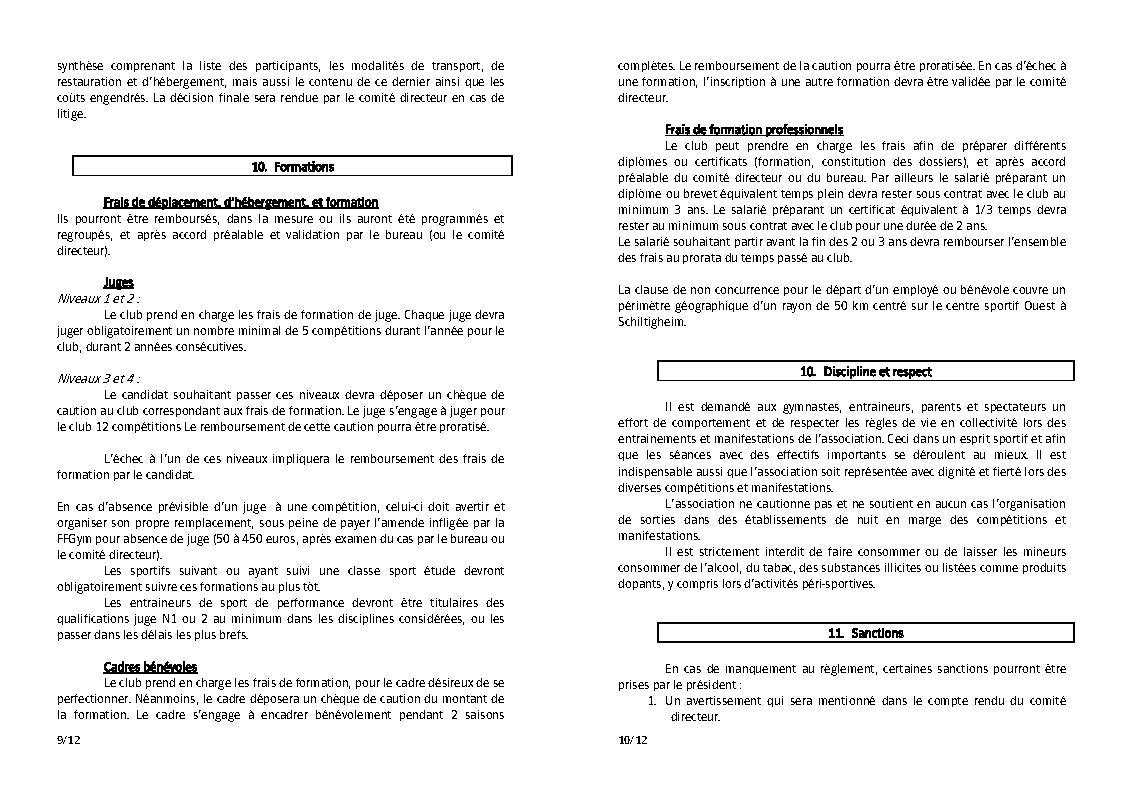 synthèse comprenant la liste des participants, les modalités de transport, de
restauration et d'hébergement, mais aussi le contenu de ce dernier ainsi que les
coûts engendrés. La décision finale sera rendue par le comité directeur en cas de
litige.
10. Formations
Frais de déplacement, d'hébergement, et formation
Ils pourront être remboursés, dans la mesure ou ils auront été programmés et
regroupés, et après accord préalable et validation par le bureau (ou le comité
directeur).
Juges
Niveaux 1 et 2 :
Le club prend en charge les frais de formation de juge. Chaque juge devra
juger obligatoirement un nombre minimal de 5 compétitions durant l'année pour le
club, durant 2 années consécutives.
Niveaux 3 et 4 :
Le candidat souhaitant passer ces niveaux devra déposer un chèque de
caution au club correspondant aux frais de formation. Le juge s'engage à juger pour
le club 12 compétitions Le remboursement de cette caution pourra être proratisé.
L'échec à l'un de ces niveaux impliquera le remboursement des frais de
formation par le candidat.
En cas d'absence prévisible d'un juge à une compétition, celui-ci doit avertir et
organiser son propre remplacement, sous peine de payer l'amende infligée par la
FFGym pour absence de juge (50 à 450 euros, après examen du cas par le bureau ou
le comité directeur).
Les sportifs suivant ou ayant suivi une classe sport étude devront
obligatoirement suivre ces formations au plus tôt.
Les entraineurs de sport de performance devront être titulaires des
qualifications juge N1 ou 2 au minimum dans les disciplines considérées, ou les
passer dans les délais les plus brefs.
Cadres bénévoles
Le club prend en charge les frais de formation, pour le cadre désireux de se
perfectionner. Néanmoins, le cadre déposera un chèque de caution du montant de
la formation. Le cadre s'engage à encadrer bénévolement pendant 2 saisons
9/12
complètes. Le remboursement de la caution pourra être proratisée. En cas d'échec à
une formation, l'inscription à une autre formation devra être validée par le comité
directeur.
Frais de formation professionnels
Le club peut prendre en charge les frais afin de préparer différents
diplômes ou certificats (formation, constitution des dossiers), et après accord
préalable du comité directeur ou du bureau. Par ailleurs le salarié préparant un
diplôme ou brevet équivalent temps plein devra rester sous contrat avec le club au
minimum 3 ans. Le salarié préparant un certificat équivalent à 1/3 temps devra
rester au minimum sous contrat avec le club pour une durée de 2 ans.
Le salarié souhaitant partir avant la fin des 2 ou 3 ans devra rembourser l'ensemble
des frais au prorata du temps passé au club.
La clause de non concurrence pour le départ d'un employé ou bénévole couvre un
périmètre géographique d'un rayon de 50 km centré sur le centre sportif Ouest à
Schiltigheim.
10. Discipline et respect
Il est demandé aux gymnastes, entraineurs, parents et spectateurs un
effort de comportement et de respecter les règles de vie en collectivité lors des
entrainements et manifestations de l'association. Ceci dans un esprit sportif et afin
que les séances avec des effectifs importants se déroulent au mieux. Il est
indispensable aussi que l'association soit représentée avec dignité et fierté lors des
diverses compétitions et manifestations.
L'association ne cautionne pas et ne soutient en aucun cas l'organisation
de sorties dans des établissements de nuit en marge des compétitions et
manifestations.
Il est strictement interdit de faire consommer ou de laisser les mineurs
consommer de l'alcool, du tabac, des substances illicites ou listées comme produits
dopants, y compris lors d'activités péri-sportives.
11. Sanctions
En cas de manquement au règlement, certaines sanctions pourront être
prises par le président :
1. Un avertissement qui sera mentionné dans le compte rendu du comité
directeur.
10/12